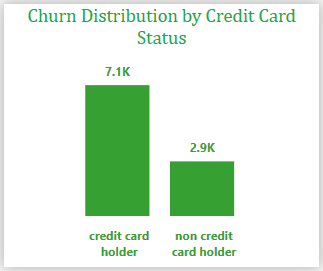 Churn Distribution by Credit Card
Status
7.1K
2.9K
credit card
holder
non credit
card holder